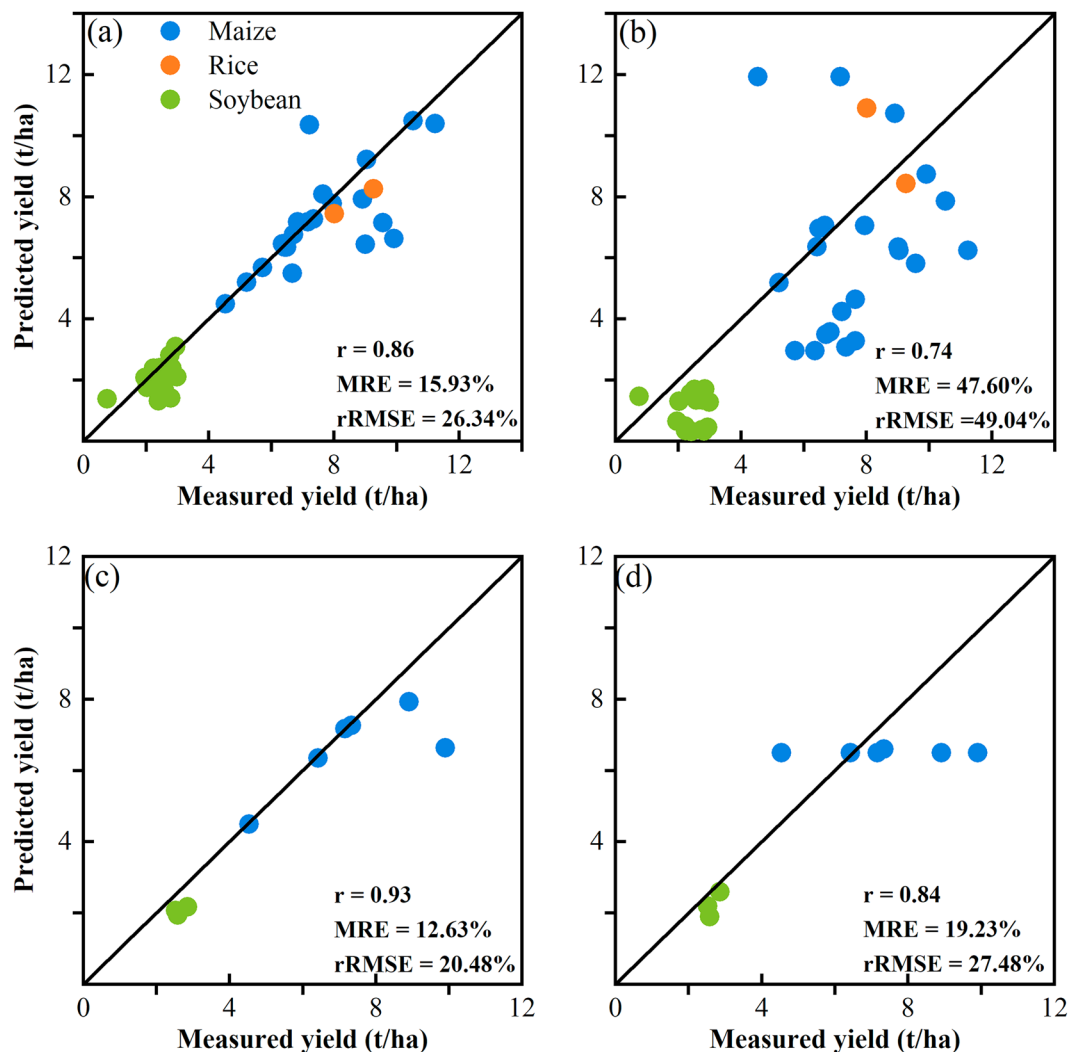 (a)
Maize
Rice
Soybean
12
8
4
0
4
8
12
Predicted yield (t/ha)
r = 0.86
MRE = 15.93%
rRMSE = 26.34%
Measured yield (t/ha)
(b)
12
8
4
0
4
8
12
r = 0.74
MRE = 47.60%
rRMSE =49.04%
Measured yield (t/ha)
(c)
12
8
4
0
4
8
12
Predicted yield (t/ha)
r = 0.93
MRE = 12.63%
rRMSE = 20.48%
Measured yield (t/ha)
(d)
12
8
4
0
4
8
12
r = 0.84
MRE = 19.23%
rRMSE = 27.48%
Measured yield (t/ha)